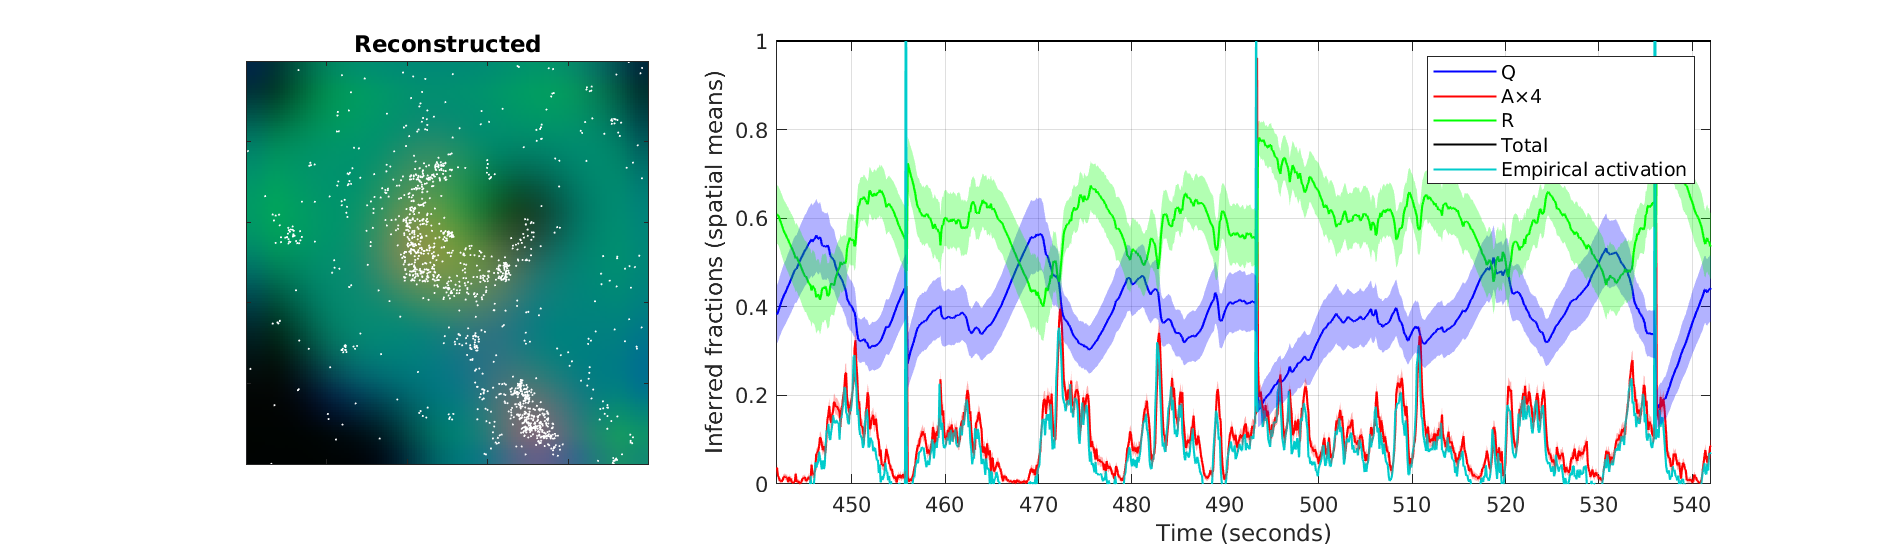 Reconstructed
Inferred fractions (spatial means)
1
0.8
0.6
0.4
0.2
0
450 460 470 480 490 500 510 520 530 540
Time (seconds)
Q
A×4
R
Total
Empirical activation